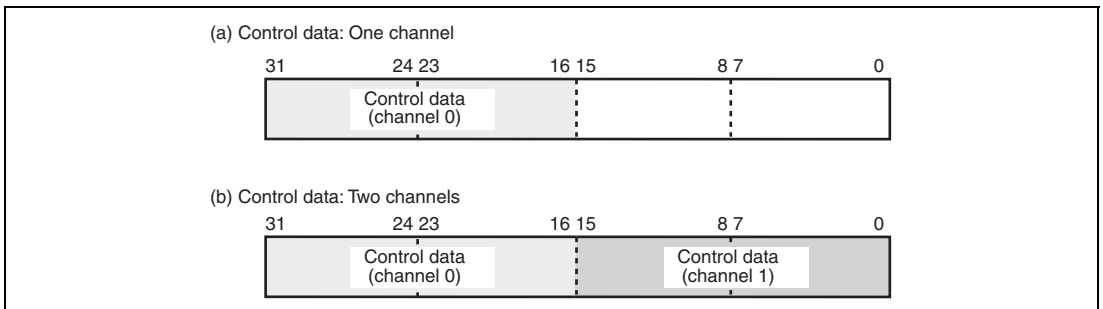 (a) Control data: One channel
31 24 23 16 15 8 7 0
Control data
(channel 0)
(b) Control data: Two channels
31 24 23 16 15 8 7 0
Control data Control data
(channel 0) (channel 1)